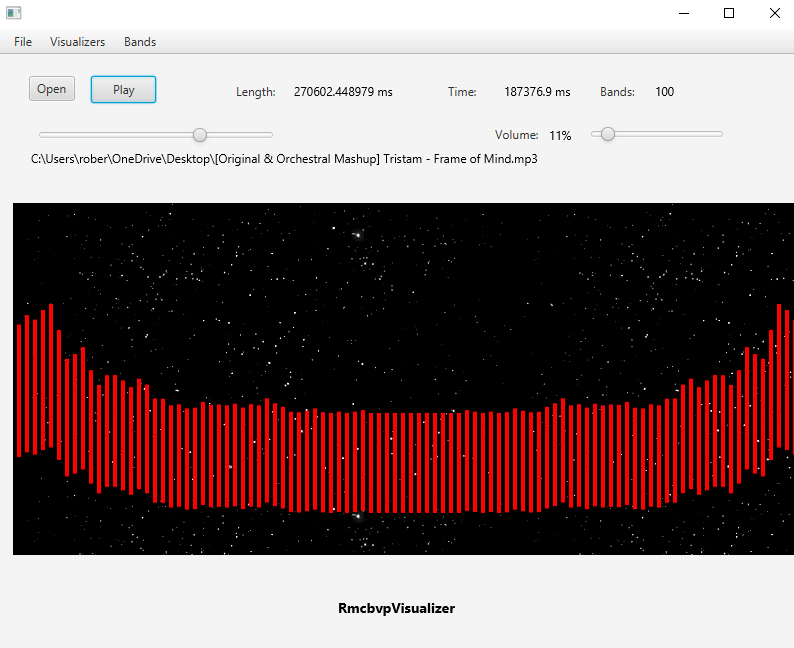 File Visualizers Bands
Open Play Length: 270602.448979 ms Time: 187376.9 ms Bands: 100
Volume: 11%
C:\Users\rober\OneDrive\Desktop\[Original & Orchestral Mashup] Tristam - Frame of Mind.mp3
RmcbvpVisualizer